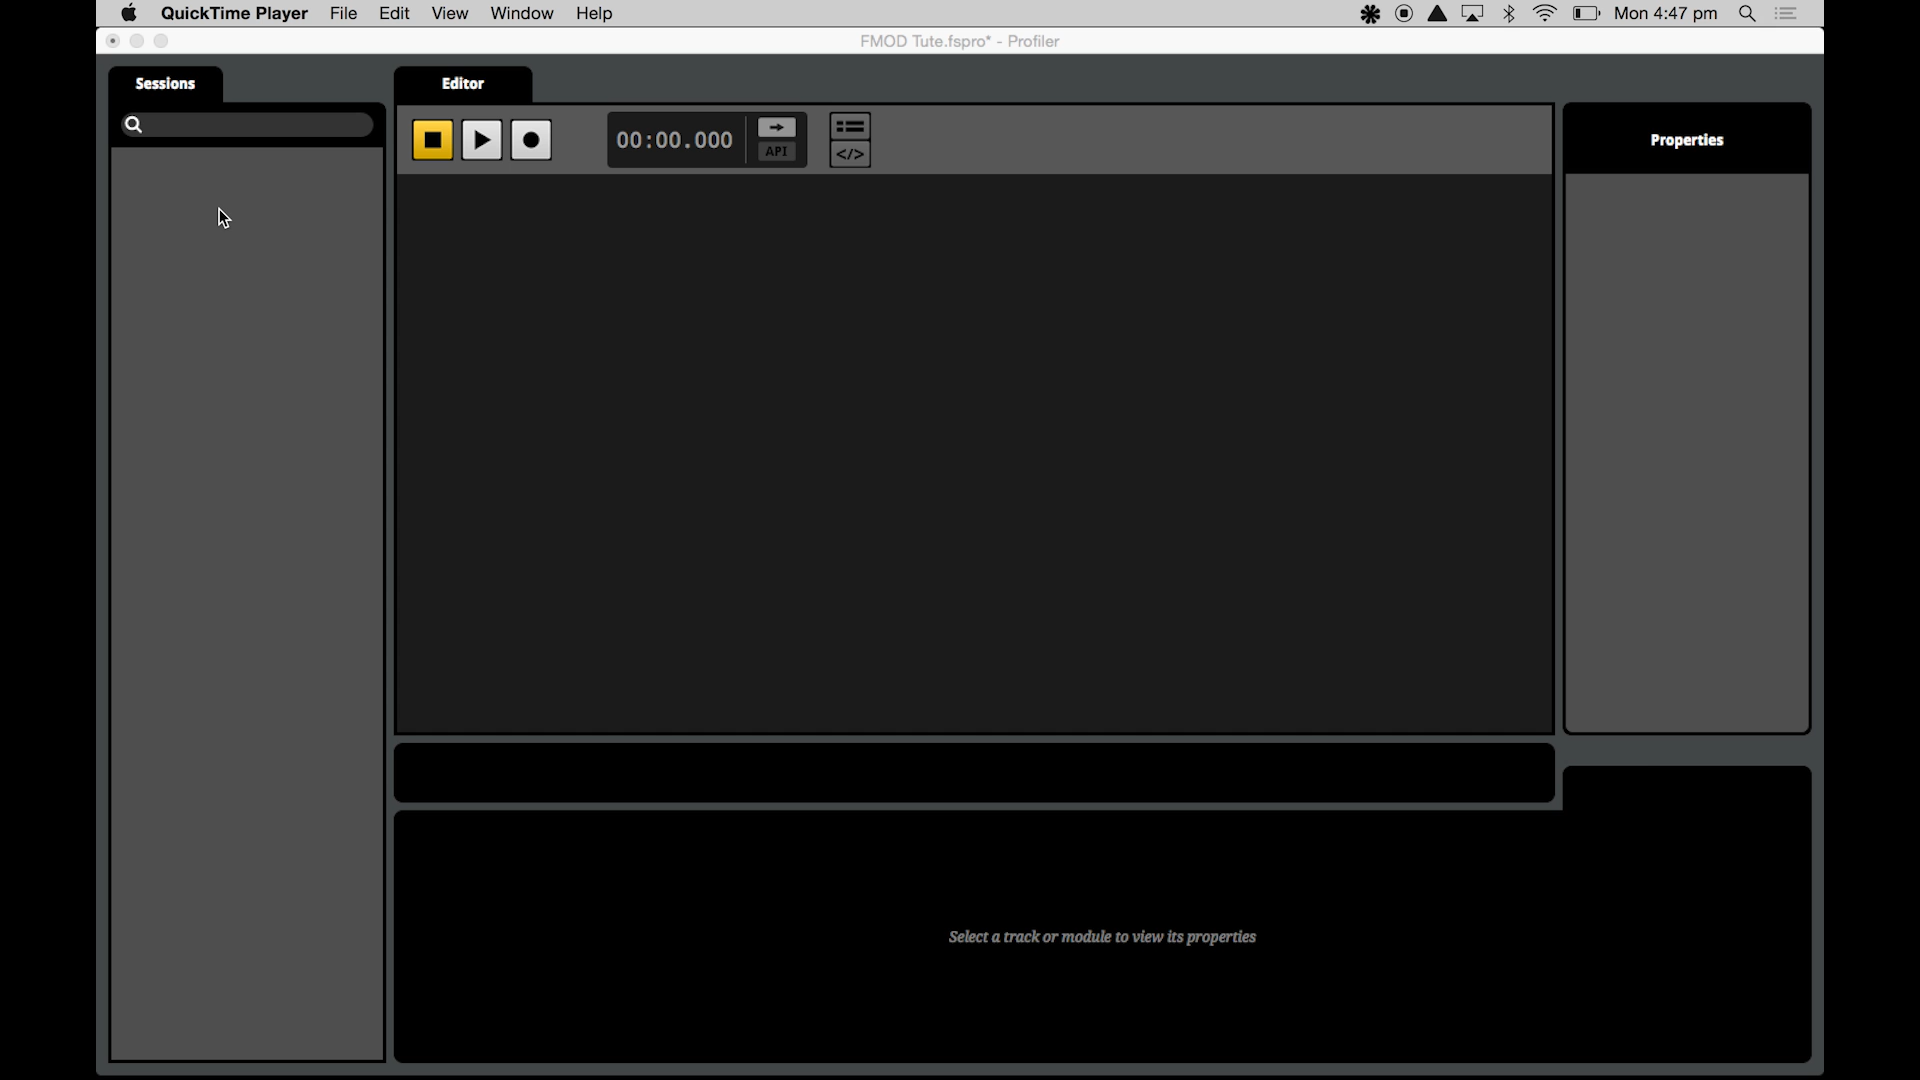 QuickTime Player File Edit View Window Help Mon 4:47 pm
FMOD Tute.fspro* - Profiler
Sessions
Editor
00:00.000
API
</>
Properties
Select a track or module to view its properties